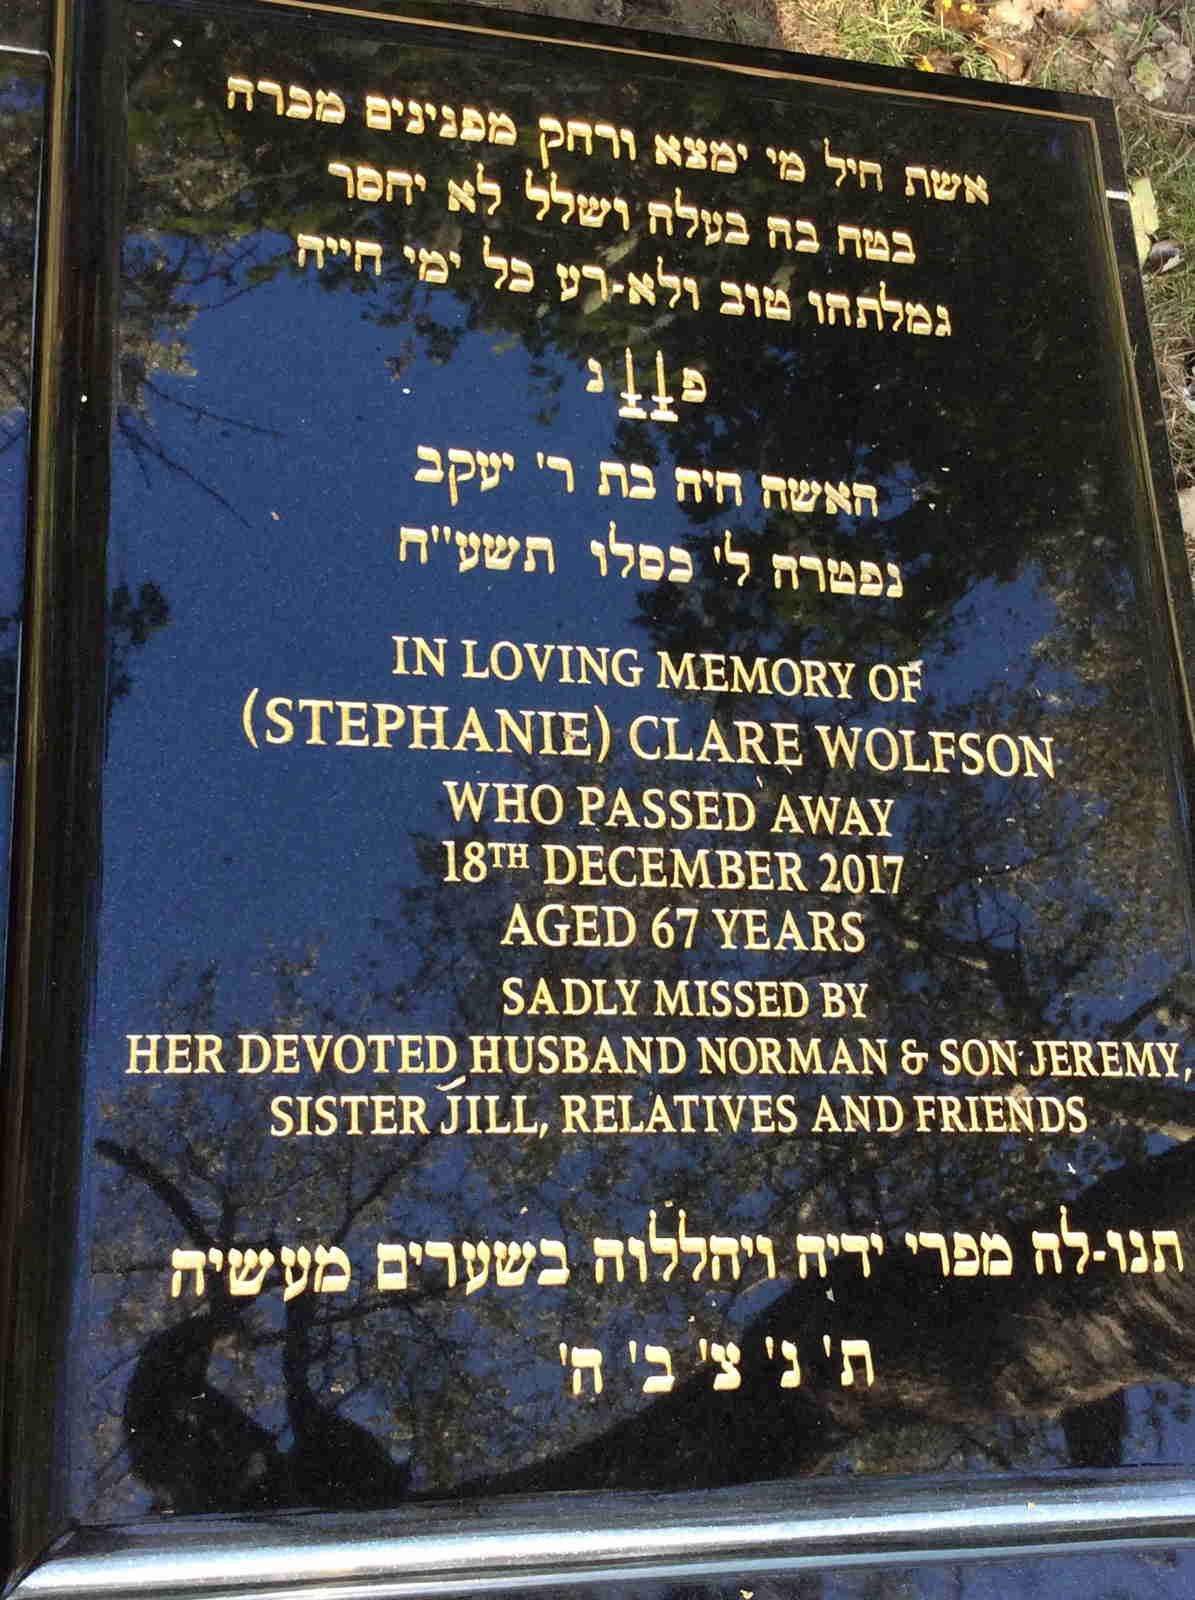 אשת חיל מי ימצא ורחק מפנינים מכרה
בטח בה בעלה ושלל לא יחסר
גמלתהו טוב ולא-רע כל ימי חייה
פ נ
האשה חיה בת ר' יעקב
נפטרה ל' כסלו תשע"ח
IN LOVING MEMORY OF
(STEPHANIE) CLARE WOLFSON
WHO PASSED AWAY
18TH DECEMBER 2017
AGED 67 YEARS
SADLY MISSED BY
HER DEVOTED HUSBAND NORMAN & SON JEREMY,
SISTER JILL, RELATIVES AND FRIENDS
תנו-לה מפרי ידיה ויהללוה בשערים מעשיה
ת' נ' צ' ב' ה'